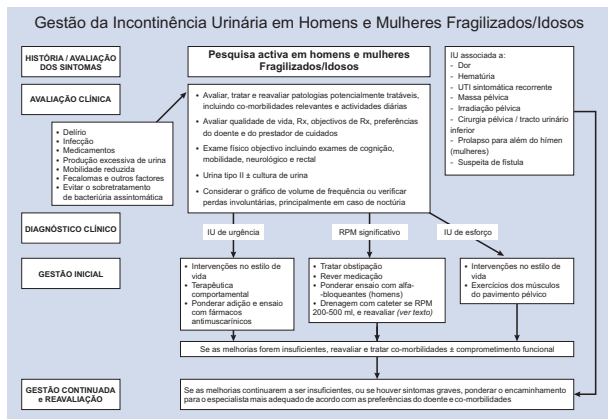 Gestão da Incontinência Urinária em Homens e Mulheres Fragilizados/Idosos
HISTÓRIA / AVALIAÇÃO
DOS SINTOMAS
Pesquisa activa em homens e mulheres
Fragilizados/Idosos
IU associada a:
- Dor
- Hematúria
- UTI sintomática recorrente
- Massa pélvica
- Irradiação pélvica
- Cirurgia pélvica / tracto urinário
inferior
- Prolapso para além do hímen
(mulheres)
- Suspeita de fístula
AVALIAÇÃO CLÍNICA
• Avaliar, tratar e reavaliar patologias potencialmente tratáveis,
incluindo co-morbilidades relevantes e actividades diárias
• Avaliar qualidade de vida, Rx, objectivos de Rx, preferências
do doente e do prestador de cuidados
• Exame físico objectivo incluindo exames de cognição,
mobilidade, neurológico e rectal
• Urina tipo II ± cultura de urina
• Considerar o gráfico de volume de frequência ou verificar
perdas involuntárias, principalmente em caso de noctúria
• Delírio
• Infecção
• Medicamentos
• Produção excessiva de urina
• Mobilidade reduzida
• Fecalomas e outros factores
• Evitar o sobretratamento
de bacteriúria assintomática
DIAGNÓSTICO CLÍNICO
IU de urgência
RPM significativo
IU de esforço
GESTÃO INICIAL
• Intervenções no estilo de
vida
• Terapêutica
comportamental
• Ponderar adição e ensaio
com fármacos
antimuscarínicos
• Tratar obstipação
• Rever medicação
• Ponderar ensaio com alfa-
-bloqueantes (homens)
• Drenagem com cateter se RPM
200-500 ml, e reavaliar (ver texto)
• Intervenções no estilo de
vida
• Exercícios dos músculos
do pavimento pélvico
Se as melhorias forem insuficientes, reavaliar e tratar co-morbilidades ± comprometimento funcional
GESTÃO CONTINUADA
e REAVALIAÇÃO
Se as melhorias continuarem a ser insuficientes, ou se houver sintomas graves, ponderar o encaminhamento
para o especialista mais adequado de acordo com as preferências do doente e co-morbilidades